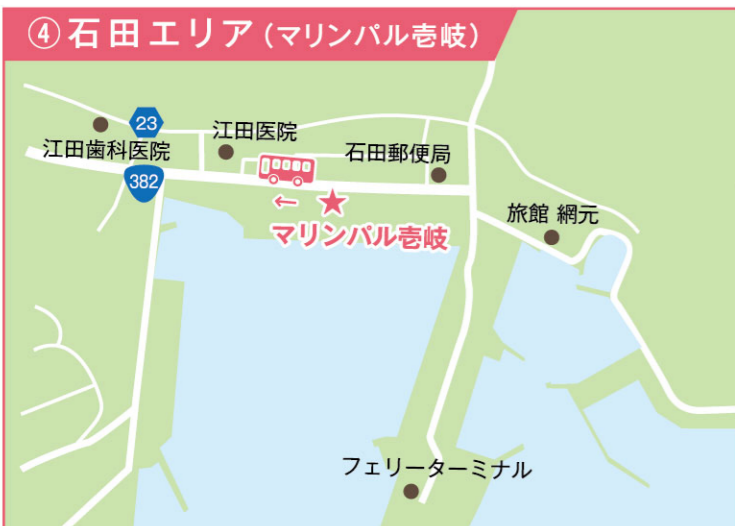 ④石田エリア(マリンパル壱岐)
23
江田歯科医院
江田医院
石田郵便局
382
旅館 網元
←
マリンパル壱岐
フェリーターミナル